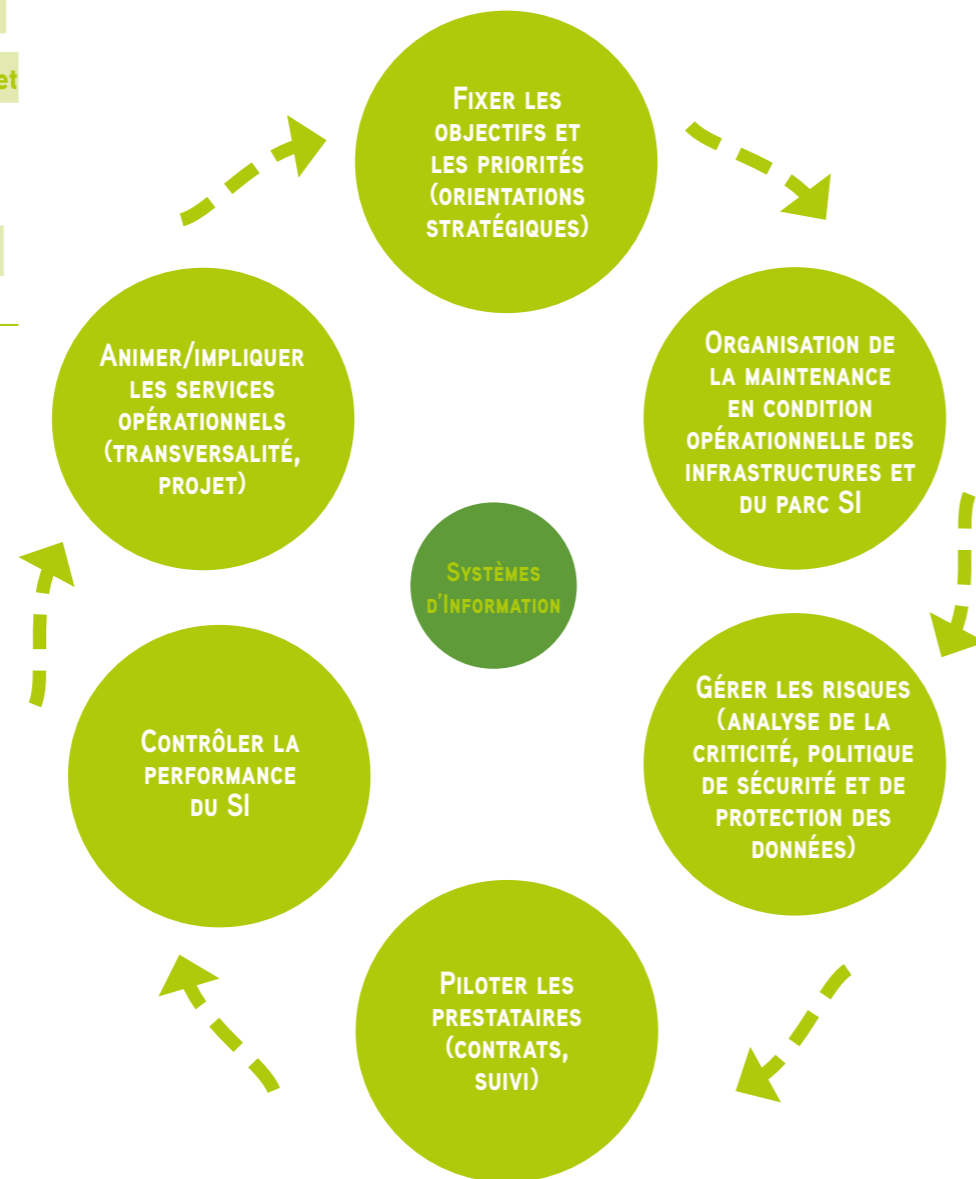 et
Fixer les
objectifs et
les priorités
(orientations
stratégiques)
Organisation de
la maintenance
en condition
opérationnelle des
infrastructures et
du parc SI
Gérer les risques
(analyse de la
criticité, politique
de sécurité et de
protection des
données)
Piloter les
prestataires
(contrats,
suivi)
Contrôler la
performance
du SI
Animer/impliquer
les services
opérationnels
(transversalité,
projet)
Systèmes
d'Information